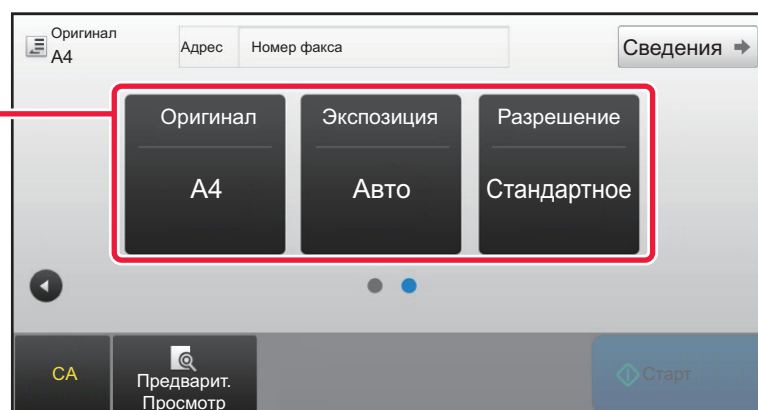 Оригинал
A4
Адрес
Номер факса
Сведения
Оригинал
Экспозиция
Разрешение
A4
Авто
Стандартное
CA
Предварит.
Просмотр
Старт